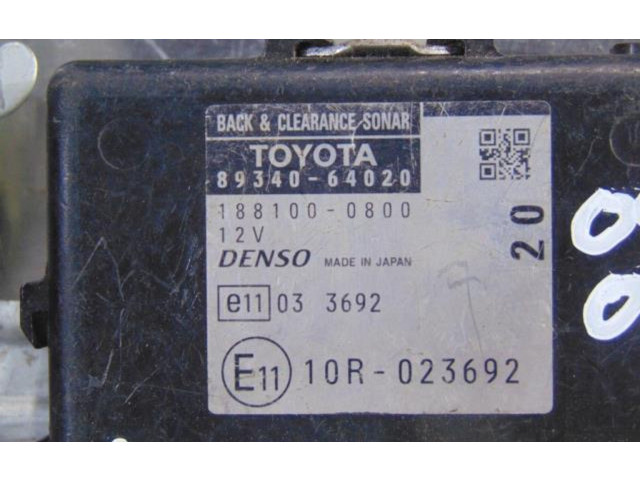 BACK & CLEARANCE SONAR
TOYOTA
89340-64020
188100-0800
12V
DENSO MADE IN JAPAN
e11 03 3692
E11 10R-023692
20